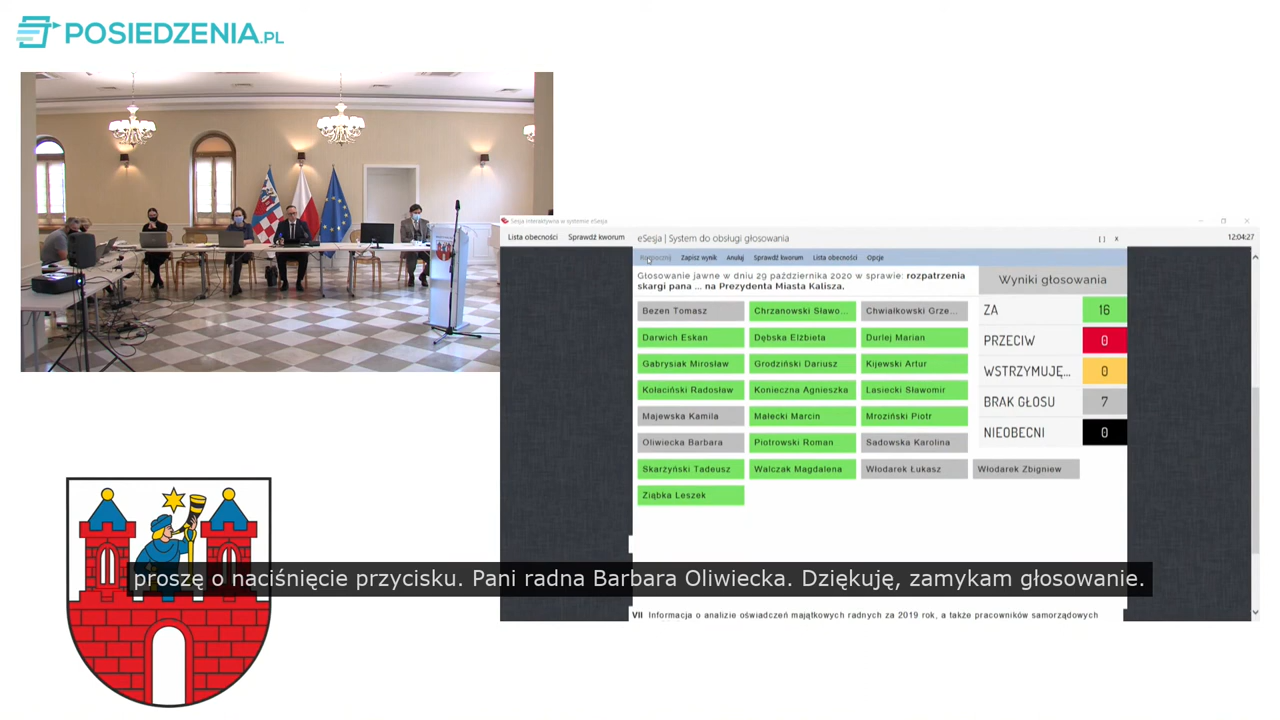 POSIEDZENIA.PL
Sesja interaktywna w systemie eSesja
Lista obecności Sprawdź kworum
eSesja | System do obsługi głosowania
[ ] x
12:04:27
Rozpocznij Zapisz wynik Anuluj Sprawdź kworum Lista obecności Opcje
Głosowanie jawne w dniu 29 października 2020 w sprawie: rozpatrzenia
skargi pana ... na Prezydenta Miasta Kalisza.
Wyniki głosowania
Bezen Tomasz Chrzanowski Sławo... Chwiałkowski Grze...
ZA 16
Darwich Eskan Dębska Elżbieta Durlej Marian
PRZECIW 0
Gabrysiak Mirosław Grodziński Dariusz Kijewski Artur
WSTRZYMUJĘ... 0
Kołaciński Radosław Konieczna Agnieszka Lasiecki Sławomir
BRAK GŁOSU 7
Majewska Kamila Małecki Marcin Mroziński Piotr
NIEOBECNI 0
Oliwiecka Barbara Piotrowski Roman Sadowska Karolina
Skarżyński Tadeusz Walczak Magdalena Włodarek Łukasz Włodarek Zbigniew
Ziąbka Leszek
proszę o naciśnięcie przycisku. Pani radna Barbara Oliwiecka. Dziękuję, zamykam głosowanie.
VII Informacja o analizie oświadczeń majątkowych radnych za 2019 rok, a także pracowników samorządowych